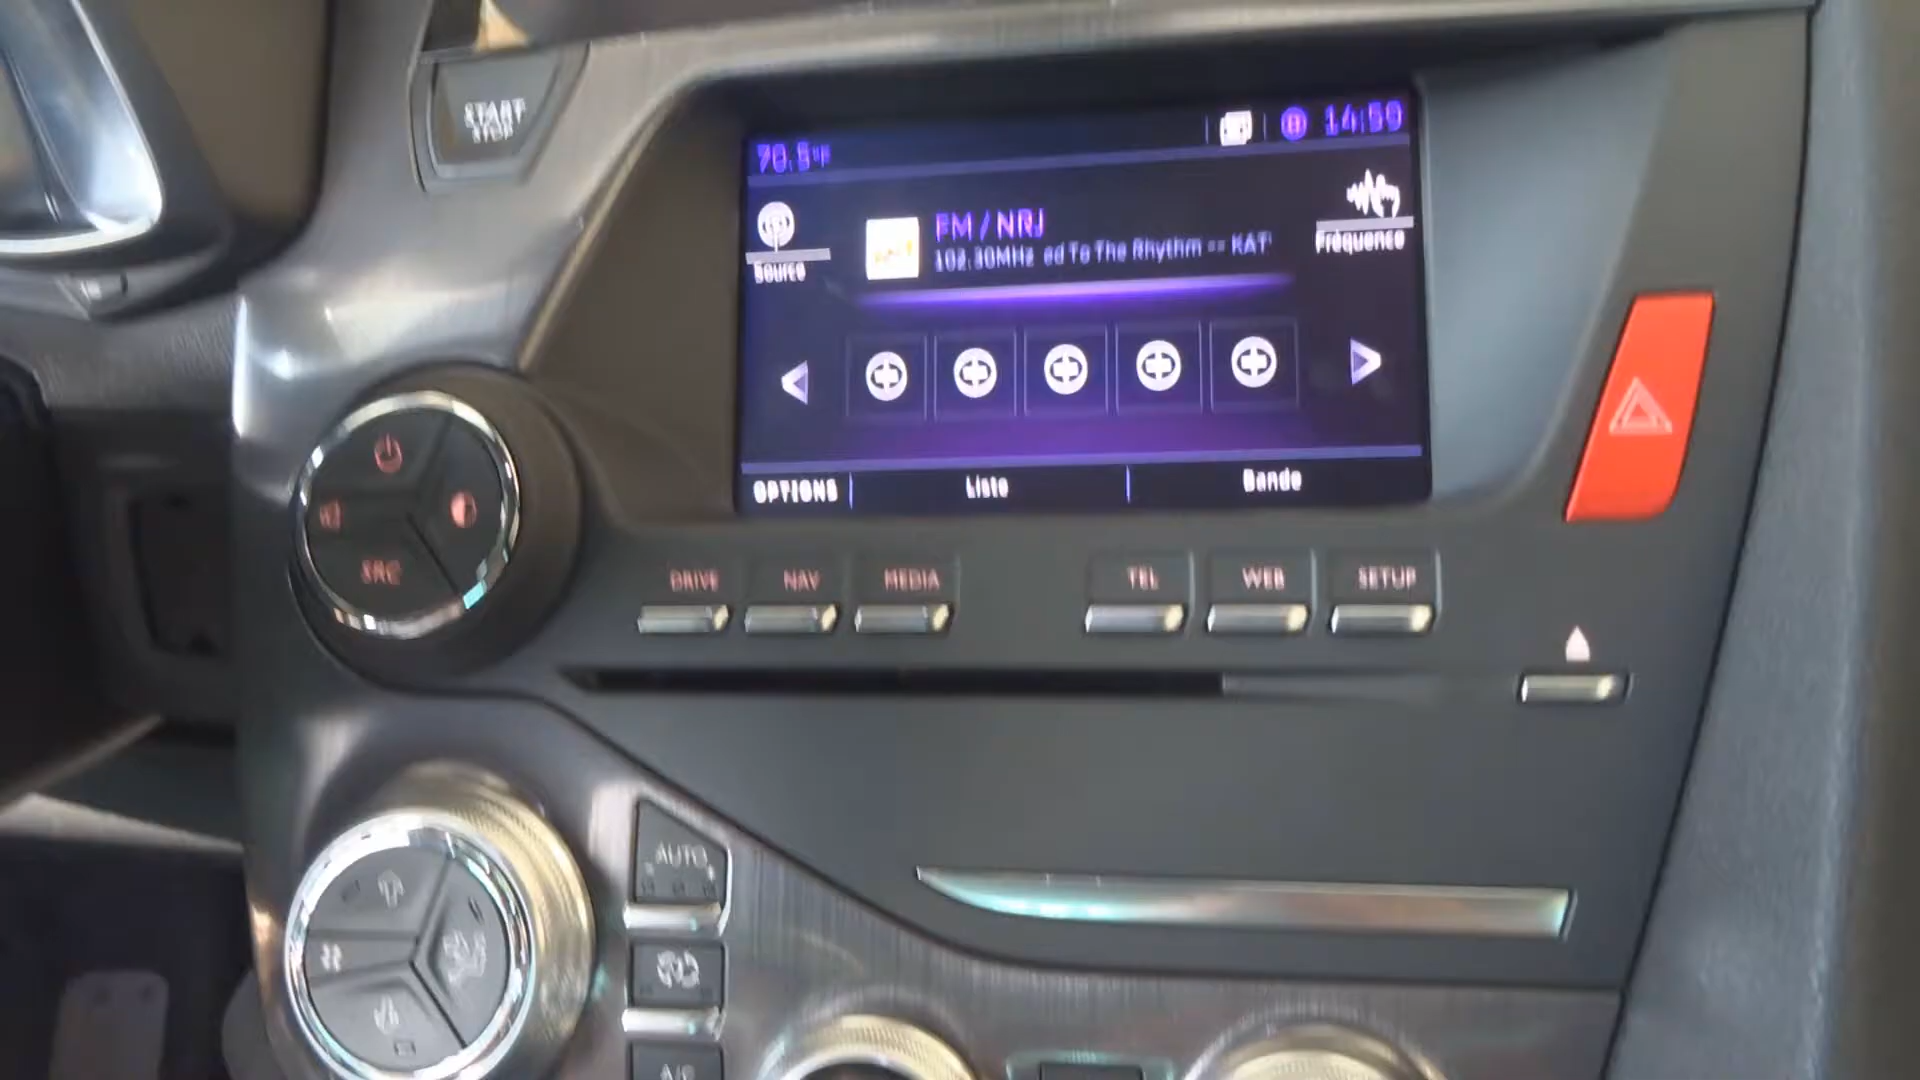 START
STOP
14:59
70.5°F
FM / NRJ
102.30MHz ed To The Rhythm -- KAT
Source
Fréquence
OPTIONS
Liste
Bande
DRIVE
NAV
MEDIA
TEL
WEB
SETUP
SRC
AUTO
A/C